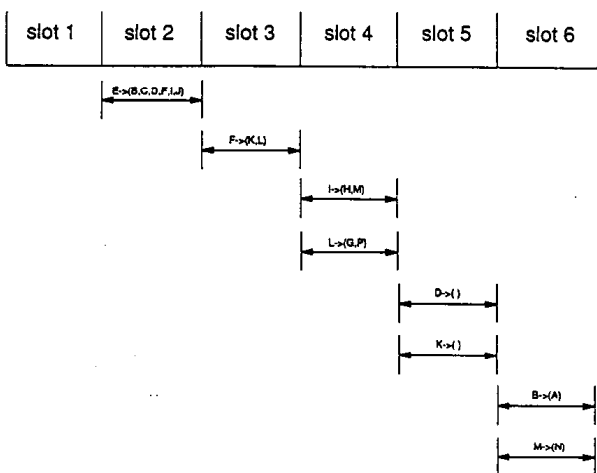 slot 1 slot 2 slot 3 slot 4 slot 5 slot 6
E->(B,C,D,F,I,J)
F->(K,L)
I->(H,M)
L->(G,P)
D->( )
K->( )
B->(A)
M->(N)